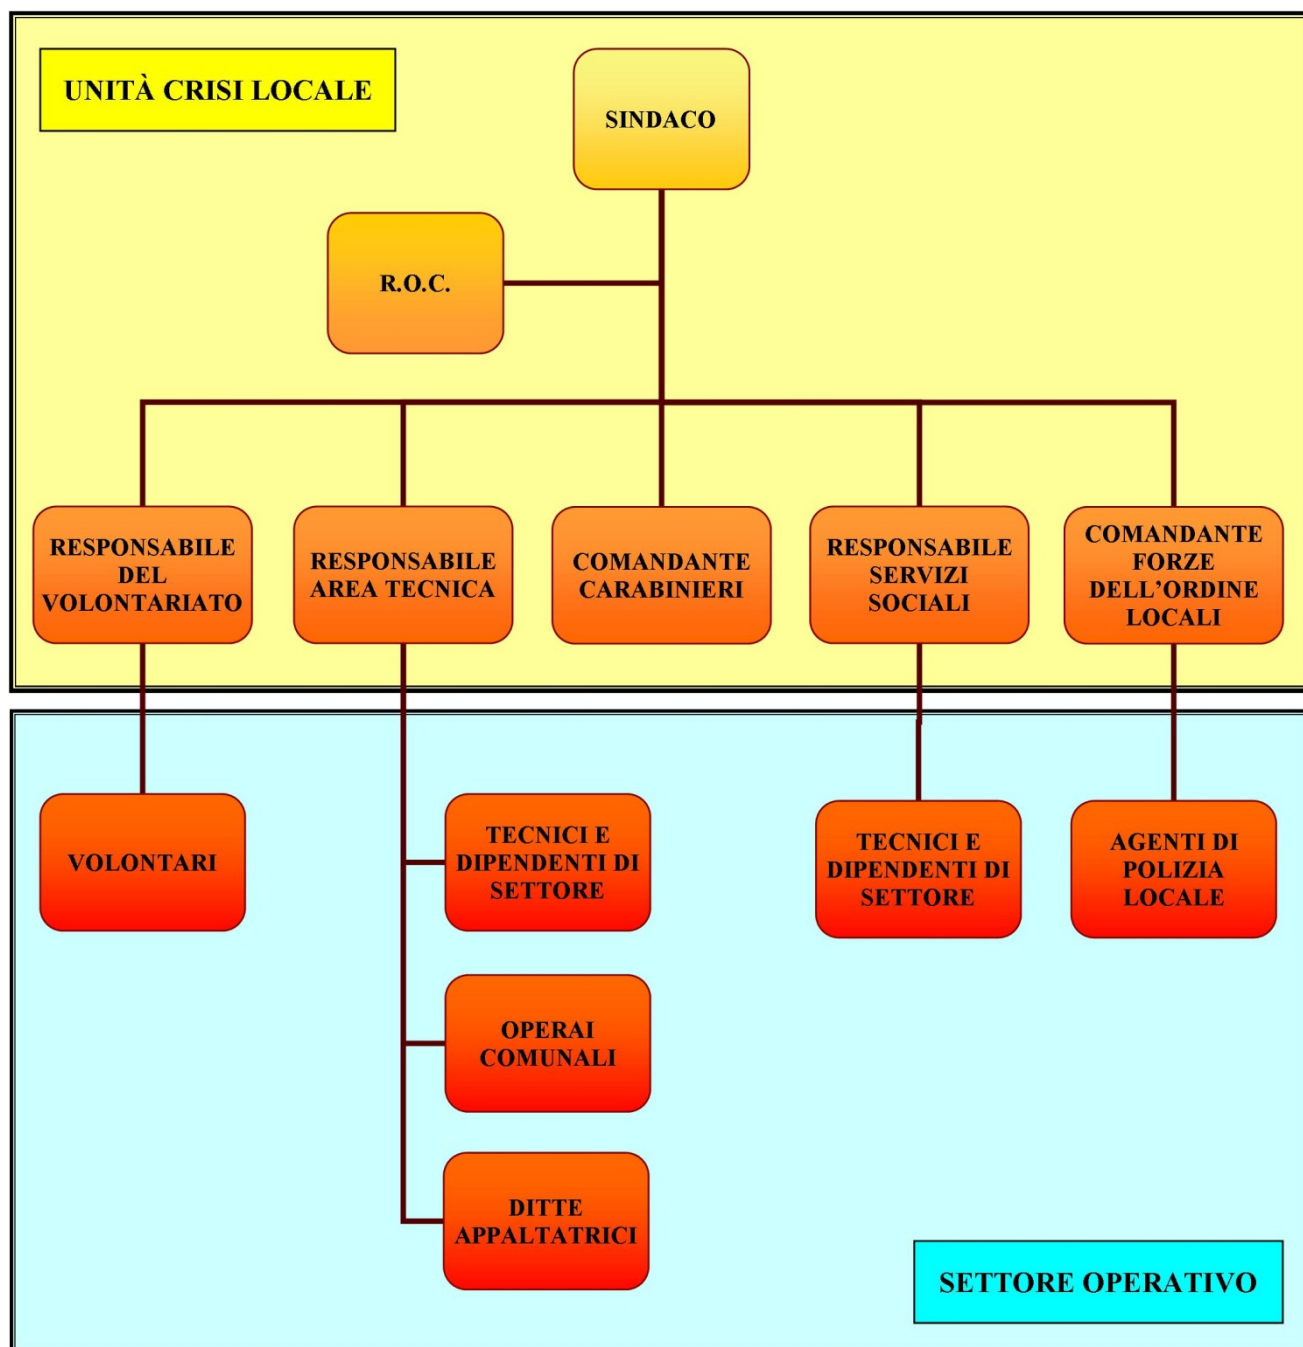 UNITÀ CRISI LOCALE
SINDACO
R.O.C.
RESPONSABILE
DEL
VOLONTARIATO
RESPONSABILE
AREA TECNICA
COMANDANTE
CARABINIERI
RESPONSABILE
SERVIZI
SOCIALI
COMANDANTE
FORZE
DELL’ORDINE
LOCALI
VOLONTARI
TECNICI E
DIPENDENTI DI
SETTORE
TECNICI E
DIPENDENTI DI
SETTORE
AGENTI DI
POLIZIA
LOCALE
OPERAI
COMUNALI
DITTE
APPALTATRICI
SETTORE OPERATIVO